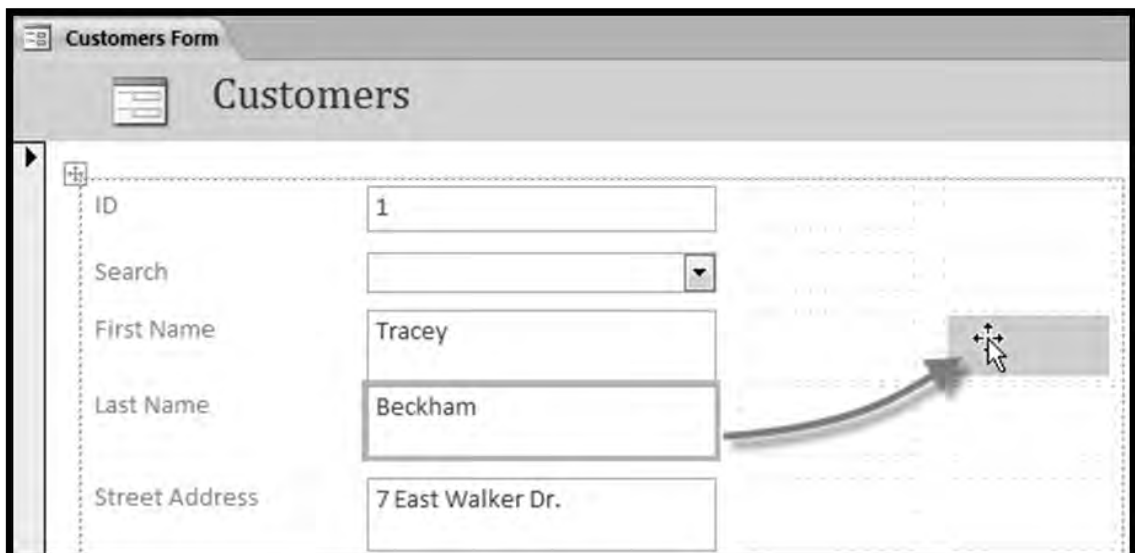 Customers Form
Customers
ID 1
Search
First Name Tracey
Last Name Beckham
Street Address 7 East Walker Dr.